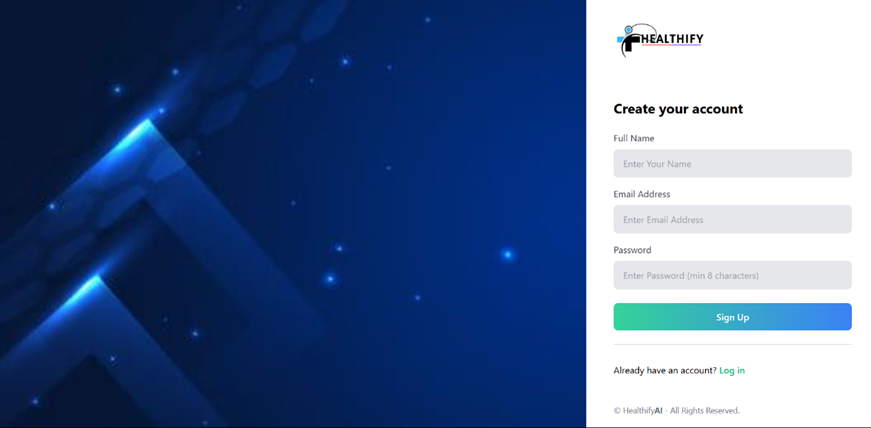 HEALTHIFY
Create your account
Full Name
Enter Your Name
Email Address
Enter Email Address
Password
Enter Password (min 8 characters)
Sign Up
Already have an account? Log in
© HealthifyAI - All Rights Reserved.